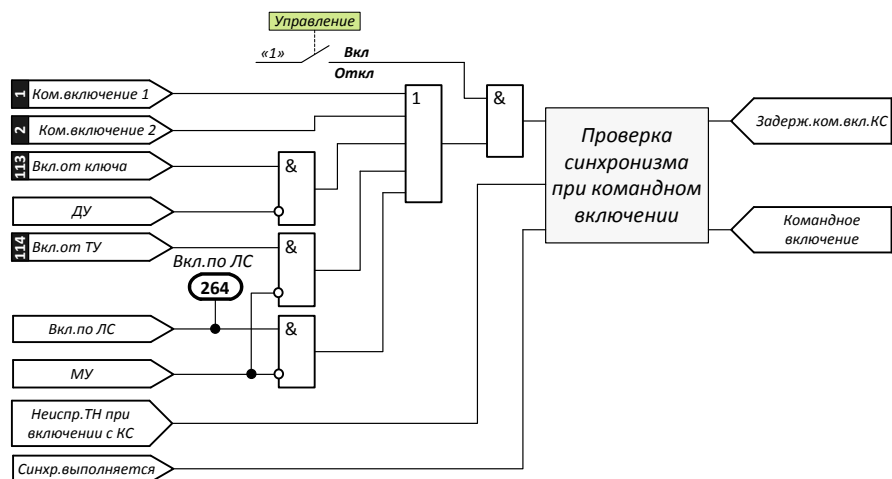 Управление
«1»
Вкл
Откл
1 Ком.включение 1
2 Ком.включение 2
113 Вкл.от ключа
ДУ
114 Вкл.от ТУ
Вкл.по ЛС
264
Вкл.по ЛС
МУ
Неиспр.ТН при
включении с КС
Синхр.выполняется
&
&
&
1
&
Проверка
синхронизма
при командном
включении
Задерж.ком.вкл.КС
Командное
включение